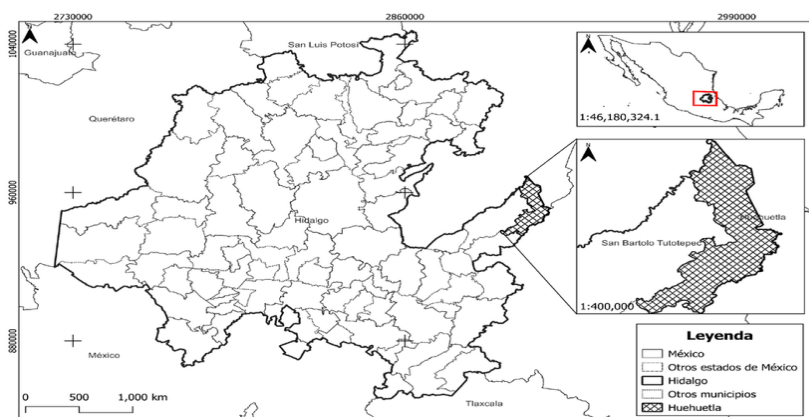 2730000
2860000
2990000
1040000
Guanajuato
San Luis Potosí
Querétaro
960000
Hidalgo
880000
México
Tlaxcala
0 500 1,000 km
N
1:46,180,324.1
N
San Bartolo Tutotepec
1:400,000
Leyenda
México
Otros estados de México
Hidalgo
Otros municipios
Huehuetla